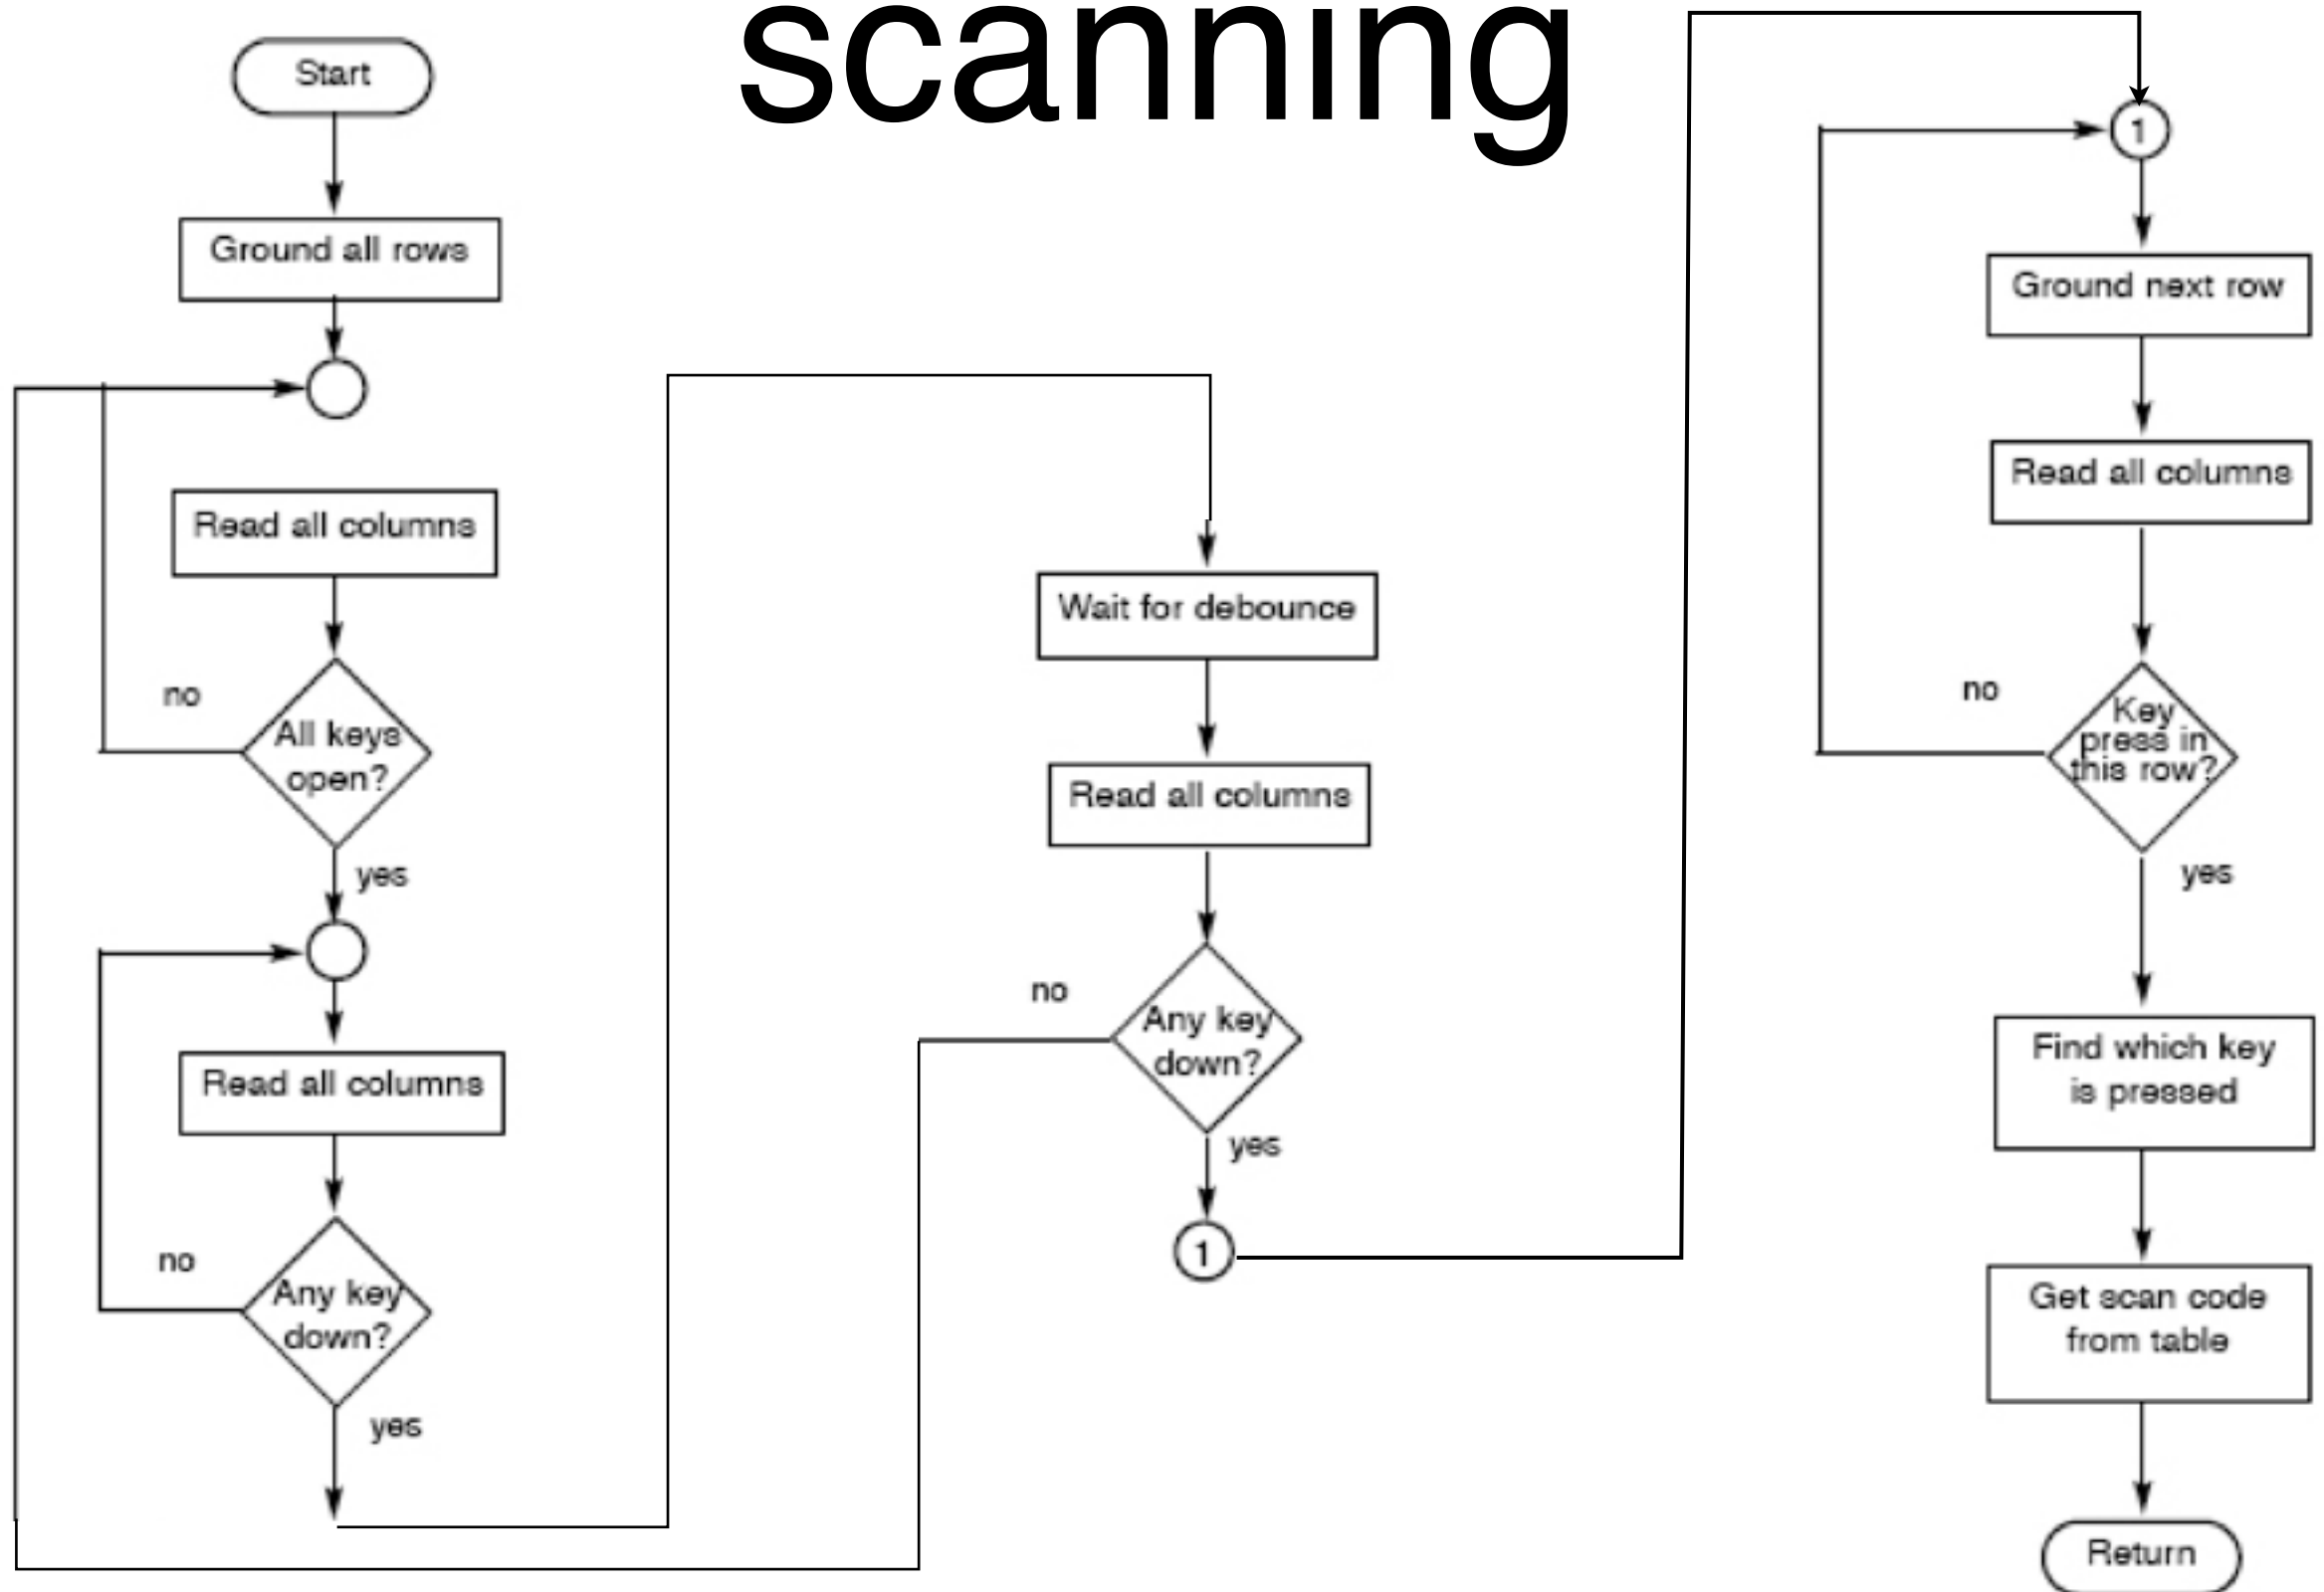 scanning
Start
Ground all rows
Read all columns
no
All keys
open?
yes
Read all columns
no
Any key
down?
yes
Wait for debounce
Read all columns
no
Any key
down?
yes
1
1
Ground next row
Read all columns
no
Key
press in
this row?
yes
Find which key
is pressed
Get scan code
from table
Return